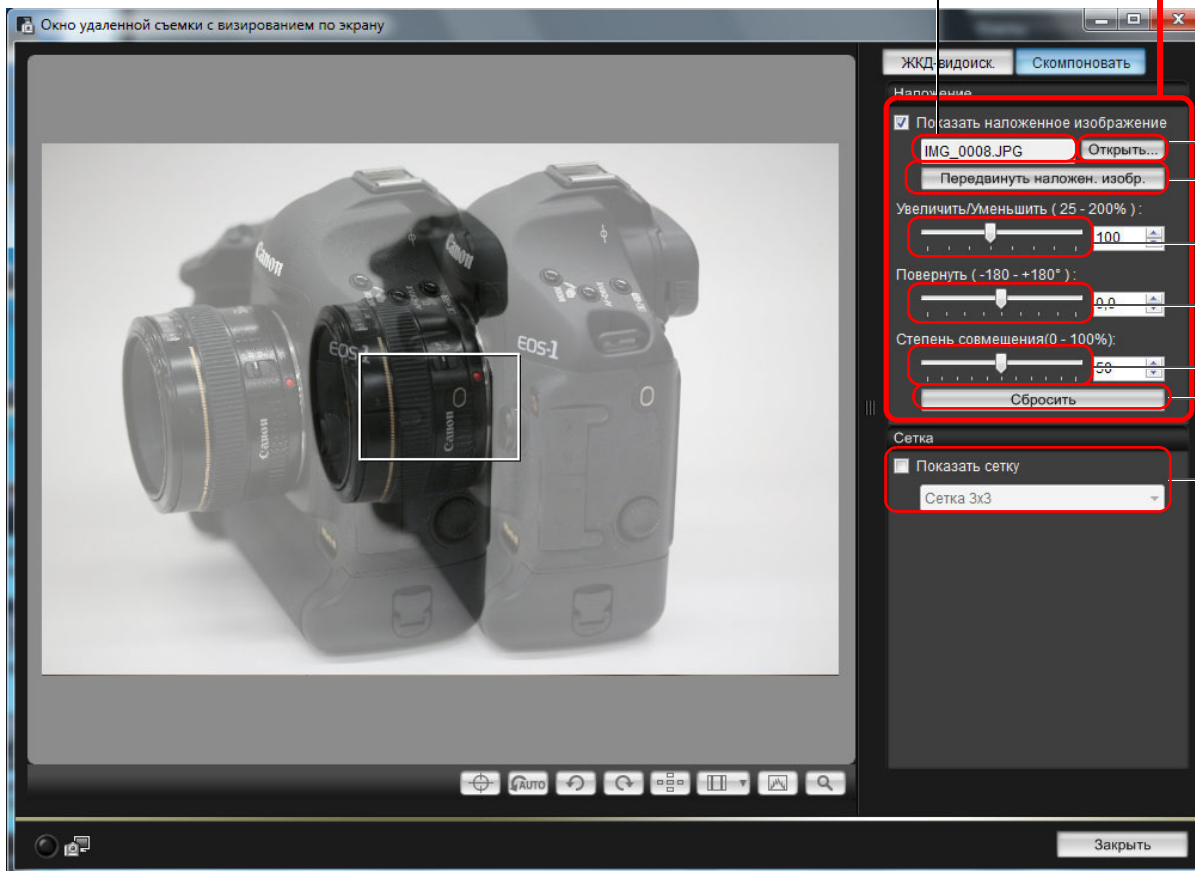 Окно удаленной съемки с визированием по экрану
ЖКД-видоиск.
Скомпоновать
Наложение
Показать наложенное изображение
IMG_0008.JPG
Открыть...
Передвинуть наложен. изобр.
Увеличить/Уменьшить ( 25 - 200% ) :
100
Повернуть ( -180 - +180° ) :
0,0
Степень совмещения(0 - 100%):
50
Сбросить
Сетка
Показать сетку
Сетка 3x3
Canon
Canon
EOS-1
EOS-1
Canon
Canon
AUTO
Закрыть